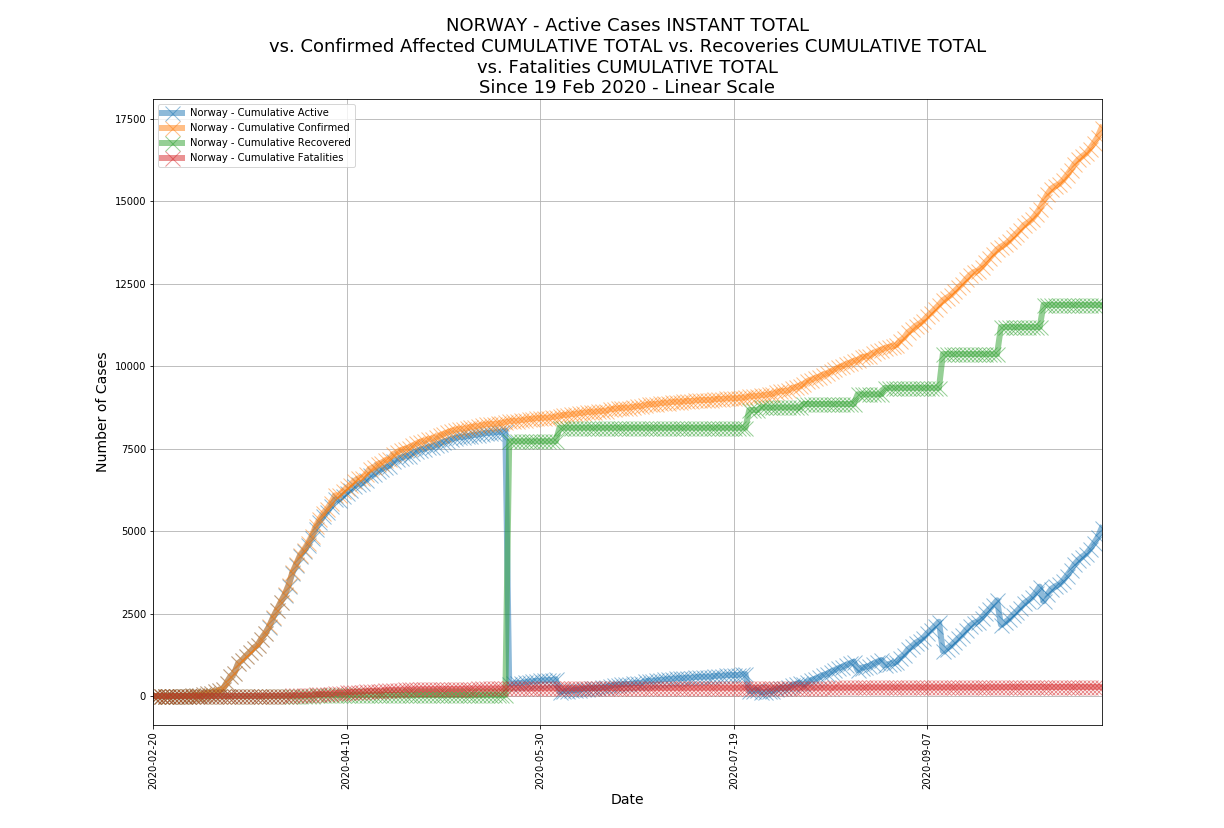 NORWAY - Active Cases INSTANT TOTAL
vs. Confirmed Affected CUMULATIVE TOTAL vs. Recoveries CUMULATIVE TOTAL
vs. Fatalities CUMULATIVE TOTAL
Since 19 Feb 2020 - Linear Scale
Norway - Cumulative Active
Norway - Cumulative Confirmed
Norway - Cumulative Recovered
Norway - Cumulative Fatalities
Number of Cases
17500
15000
12500
10000
7500
5000
2500
0
2020-02-20
2020-04-10
2020-05-30
2020-07-19
2020-09-07
Date